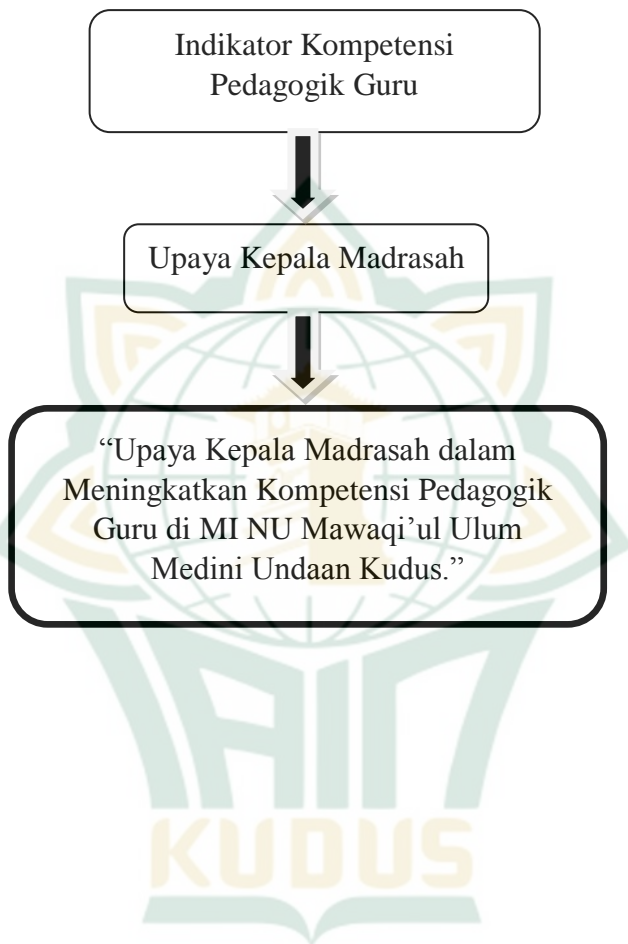 Indikator Kompetensi
Pedagogik Guru
Upaya Kepala Madrasah
“Upaya Kepala Madrasah dalam
Meningkatkan Kompetensi Pedagogik
Guru di MI NU Mawaqi’ul Ulum
Medini Undaan Kudus.”
IAIN
KUDUS